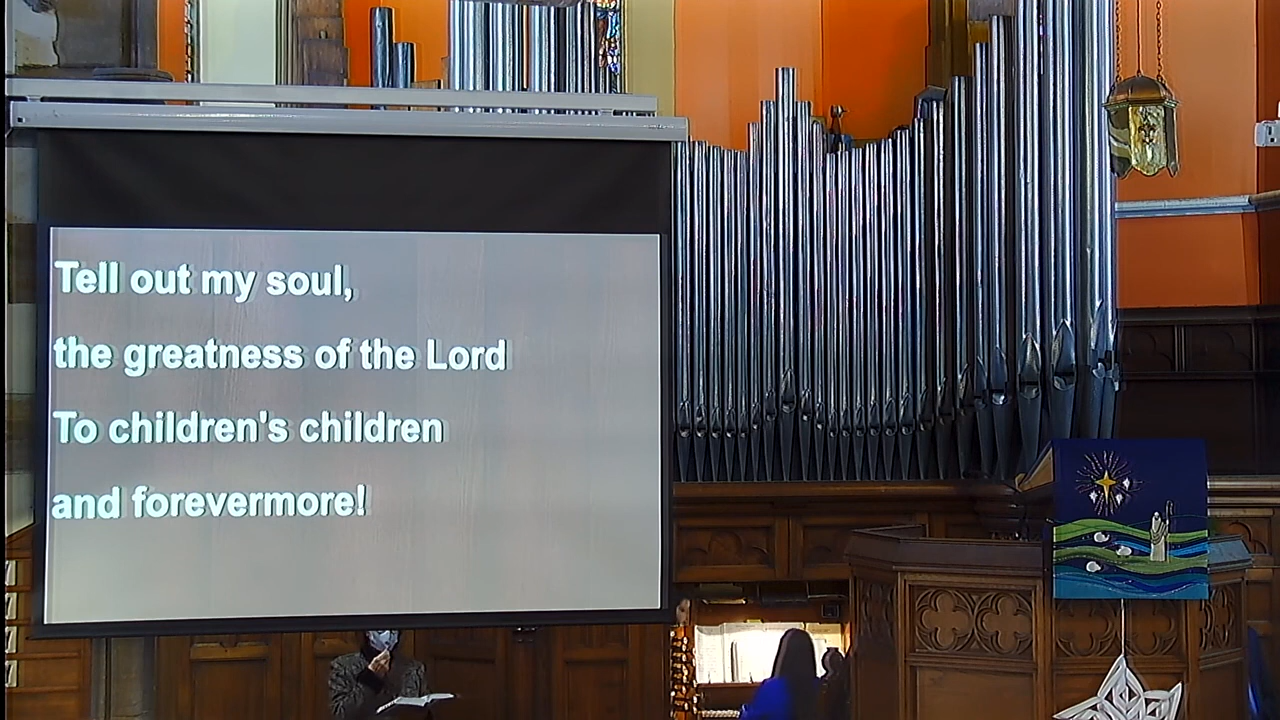 Tell out my soul,
the greatness of the Lord
To children's children
and forevermore!